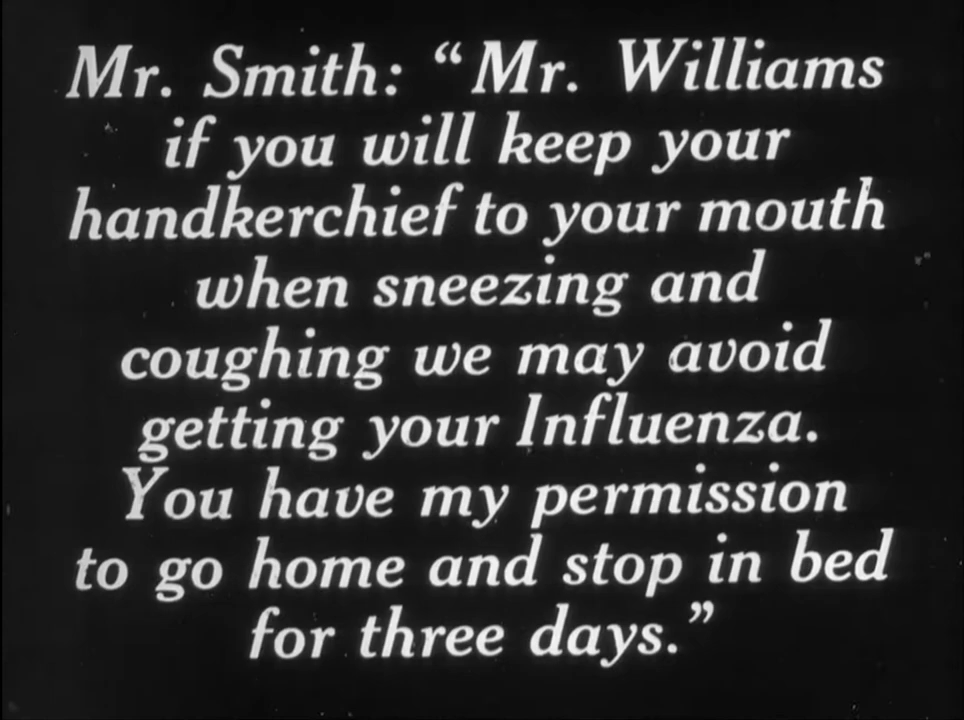 Mr. Smith: “Mr. Williams
if you will keep your
handkerchief to your mouth
when sneezing and
coughing we may avoid
getting your Influenza.
You have my permission
to go home and stop in bed
for three days.”